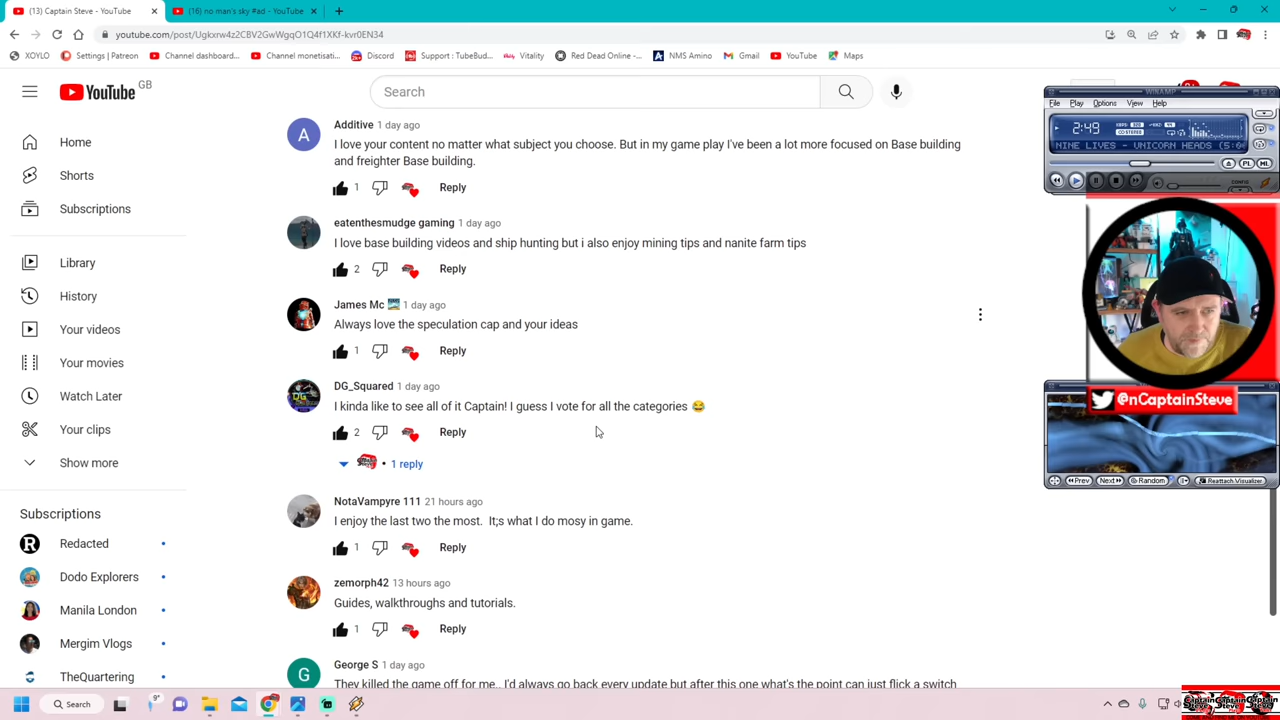 (13) Captain Steve - YouTube
(16) no man's sky #ad - YouTube
youtube.com/post/Ugkxrw4z2CBV2GwWgqO1Q4f1XKf-kvr0EN34
XOYLO
Settings | Patreon
Channel dashboard...
Channel monetisati...
Discord
Support : TubeBud...
Vitality
Red Dead Online -...
NMS Amino
Gmail
YouTube
Maps
YouTube GB
Search
Home
Shorts
Subscriptions
Library
History
Your videos
Your movies
Watch Later
Your clips
Show more
Subscriptions
Redacted
Dodo Explorers
Manila London
Mergim Vlogs
TheQuartering
A
Additive 1 day ago
I love your content no matter what subject you choose. But in my game play I've been a lot more focused on Base building
and freighter Base building.
1 Reply
eatenthesmudge gaming 1 day ago
I love base building videos and ship hunting but i also enjoy mining tips and nanite farm tips
2 Reply
James Mc 1 day ago
Always love the speculation cap and your ideas
1 Reply
DG_Squared 1 day ago
I kinda like to see all of it Captain! I guess I vote for all the categories 😂
2 Reply
• 1 reply
NotaVampyre 111 21 hours ago
I enjoy the last two the most. It;s what I do mosy in game.
1 Reply
zemorph42 13 hours ago
Guides, walkthroughs and tutorials.
1 Reply
G
George S 1 day ago
They killed the game off for me.. I'd always go back every update but after this one what's the point can just flick a switch
WINAMP
File Play Options View Help
2:49
NINE LIVES - UNICORN HEADS (5:0
PL ML
@nCaptainSteve
Prev Next Random Reattach Visualizer
Search
9°
Captain Steve